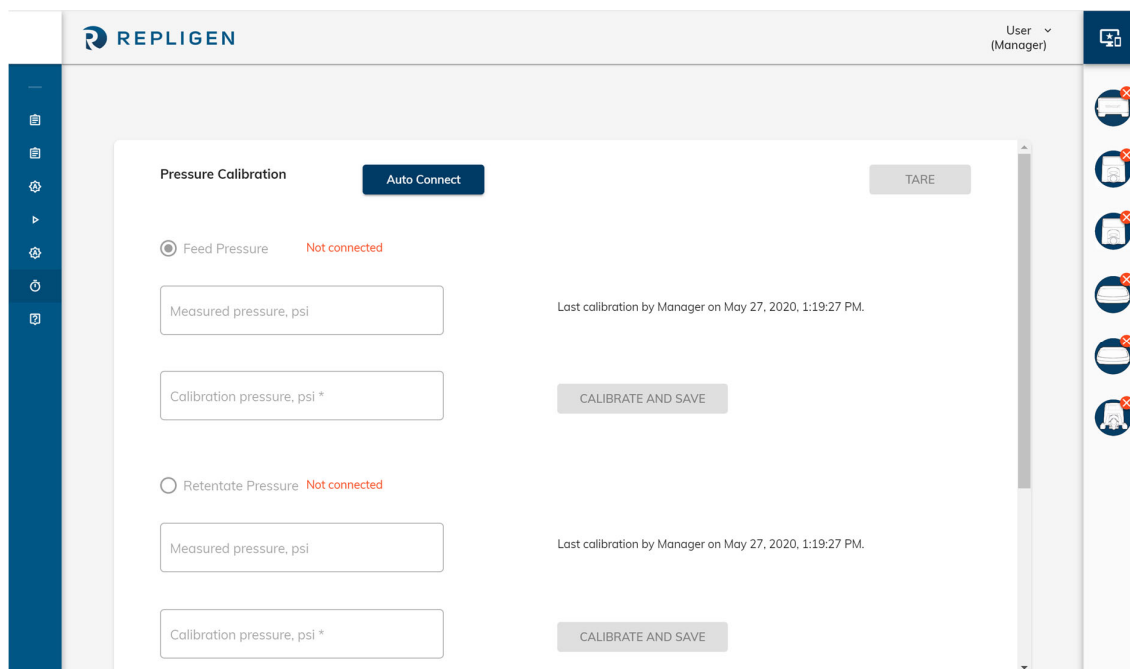 REPLIGEN
User
(Manager)
Pressure Calibration
Auto Connect
TARE
Feed Pressure
Not connected
Measured pressure, psi
Last calibration by Manager on May 27, 2020, 1:19:27 PM.
Calibration pressure, psi *
CALIBRATE AND SAVE
Retentate Pressure
Not connected
Measured pressure, psi
Last calibration by Manager on May 27, 2020, 1:19:27 PM.
Calibration pressure, psi *
CALIBRATE AND SAVE